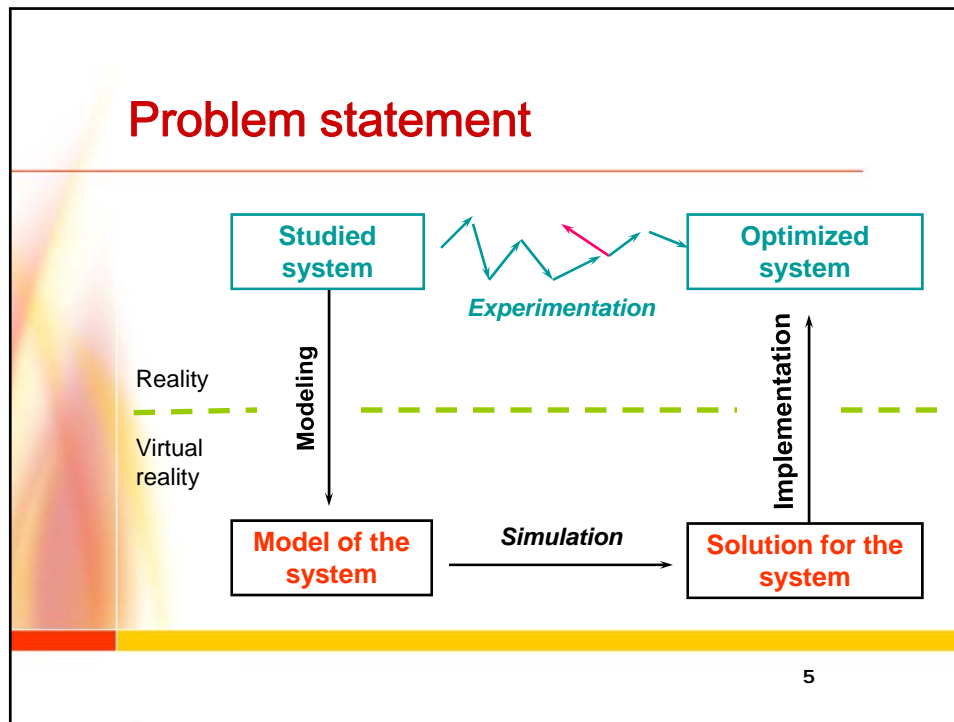 Problem statement
Studied
system
Optimized
system
Experimentation
Modeling
Implementation
Reality
Virtual
reality
Model of the
system
Simulation
Solution for the
system
5